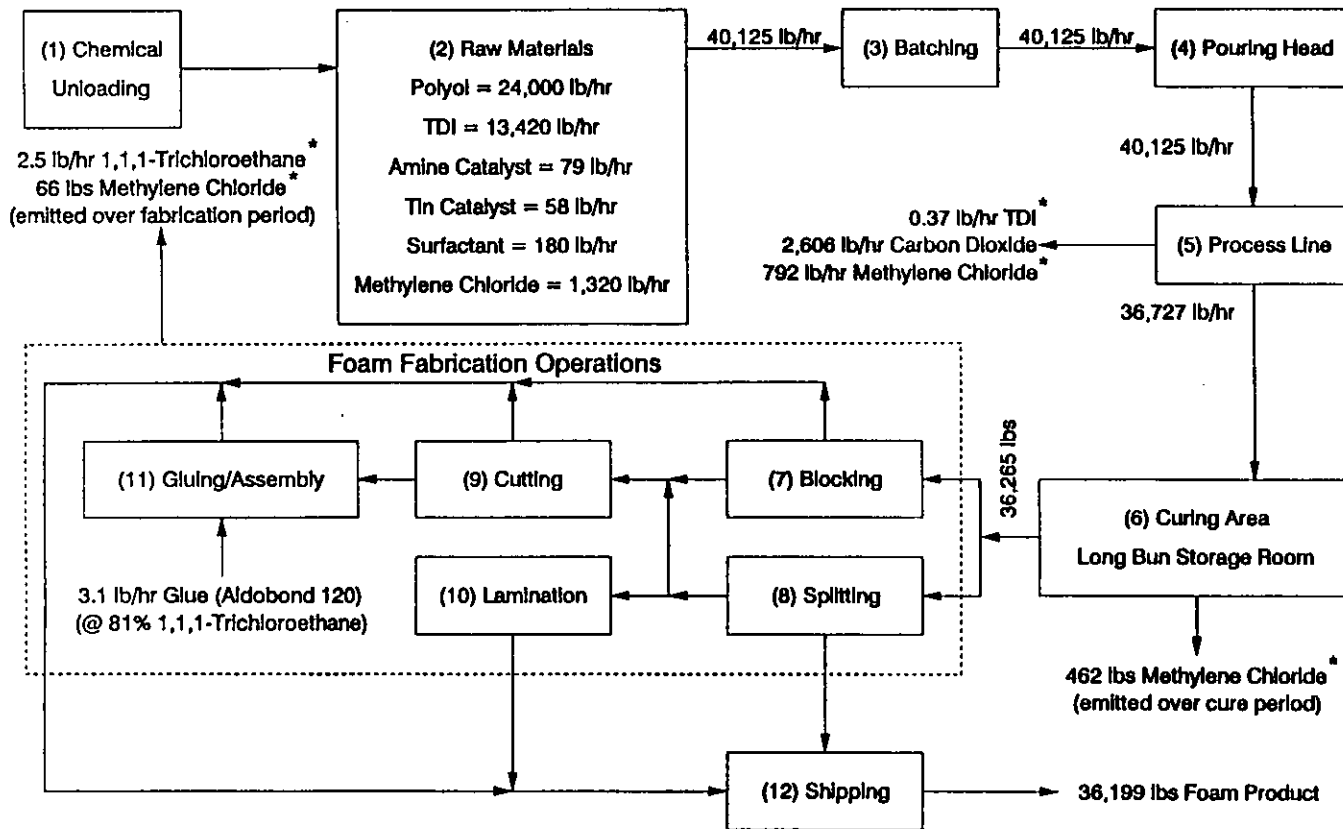 (1) Chemical
Unloading
(2) Raw Materials
Polyol = 24,000 lb/hr
TDI = 13,420 lb/hr
Amine Catalyst = 79 lb/hr
Tin Catalyst = 58 lb/hr
Surfactant = 180 lb/hr
Methylene Chloride = 1,320 lb/hr
40,125 lb/hr
(3) Batching
40,125 lb/hr
(4) Pouring Head
40,125 lb/hr
2.5 lb/hr 1,1,1-Trichloroethane*
66 lbs Methylene Chloride*
(emitted over fabrication period)
0.37 lb/hr TDI*
2,606 lb/hr Carbon Dioxide
792 lb/hr Methylene Chloride*
(5) Process Line
36,727 lb/hr
Foam Fabrication Operations
(11) Gluing/Assembly
(9) Cutting
(7) Blocking
36,265 lbs
(6) Curing Area
Long Bun Storage Room
3.1 lb/hr Glue (Aldobond 120)
(@ 81% 1,1,1-Trichloroethane)
(10) Lamination
(8) Splitting
462 lbs Methylene Chloride*
(emitted over cure period)
(12) Shipping
36,199 lbs Foam Product